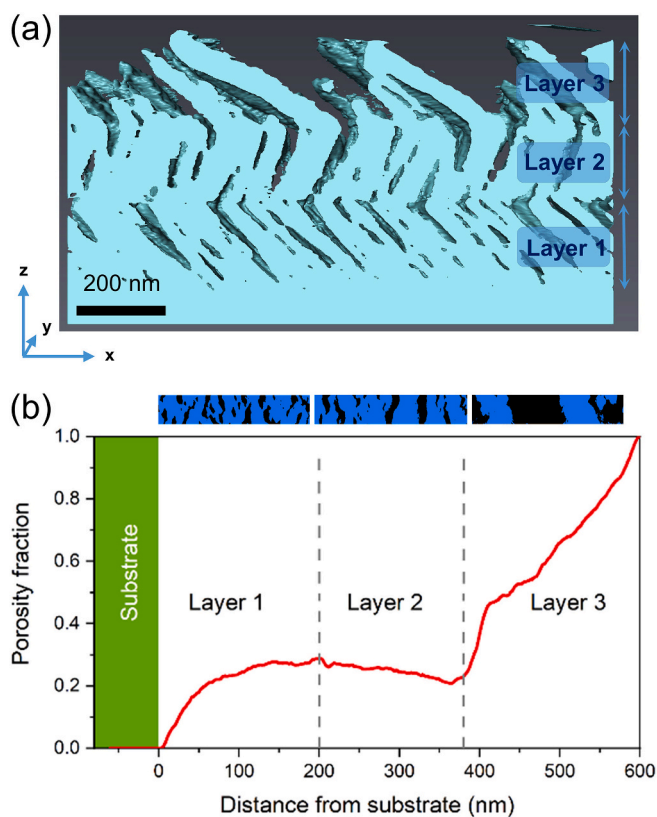 (a)
Layer 3
Layer 2
Layer 1
z
y
x
200 nm
(b)
1.0
0.8
0.6
0.4
0.2
0.0
Porosity fraction
Substrate
Layer 1
Layer 2
Layer 3
0
100
200
300
400
500
600
Distance from substrate (nm)